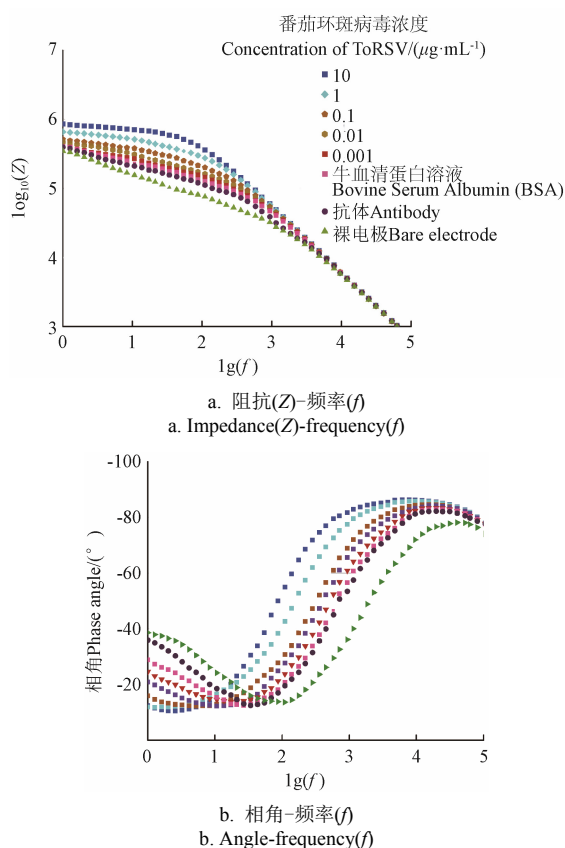 番茄环斑病毒浓度
Concentration of ToRSV/(μg·mL⁻¹)
10
1
0.1
0.01
0.001
牛血清蛋白溶液
Bovine Serum Albumin (BSA)
抗体Antibody
裸电极Bare electrode
7
6
5
4
3
log₁₀(Z)
0 1 2 3 4 5
1g(f)
a. 阻抗(Z)-频率(f)
a. Impedance(Z)-frequency(f)
-100
-80
-60
-40
-20
相角Phase angle/(°)
0 1 2 3 4 5
1g(f)
b. 相角-频率(f)
b. Angle-frequency(f)